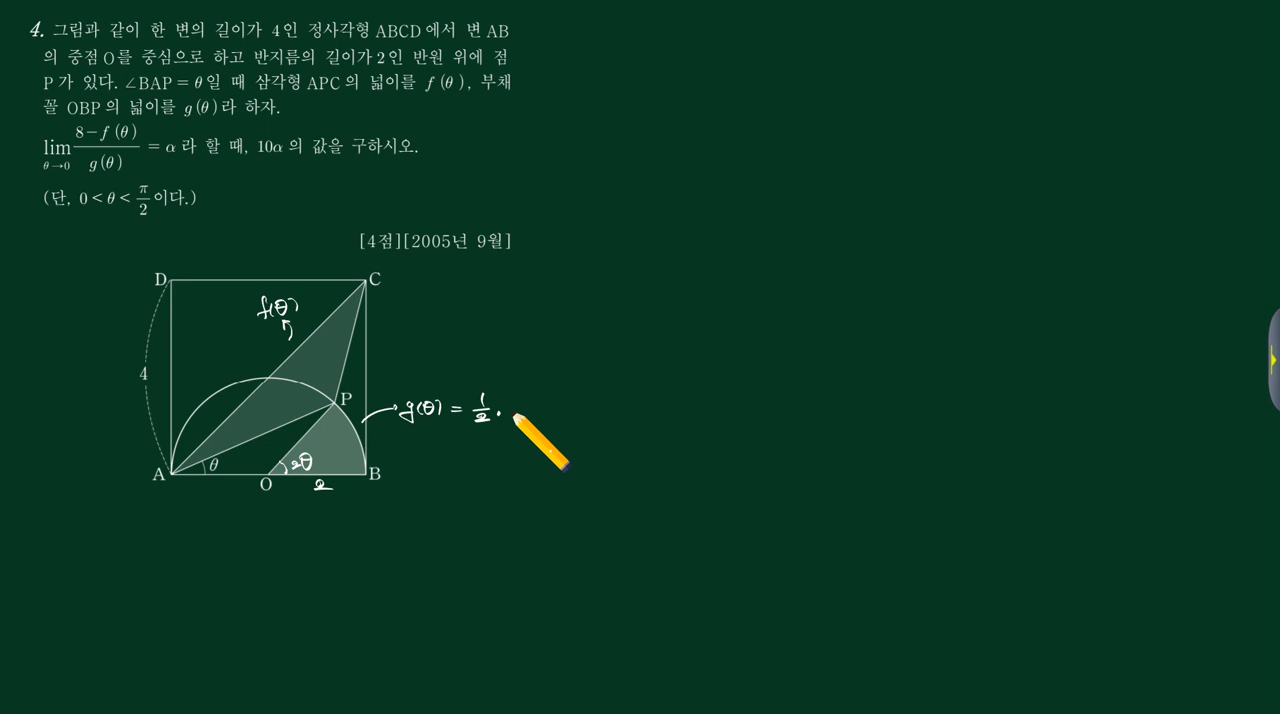 4. 그림과 같이 한 변의 길이가 4인 정사각형 ABCD에서 변 AB
의 중점 O를 중심으로 하고 반지름의 길이가 2인 반원 위에 점
P가 있다. ∠BAP = θ일 때 삼각형 APC의 넓이를 f(θ), 부채
꼴 OBP의 넓이를 g(θ)라 하자.
lim_{θ→0} \frac{8-f(θ)}{g(θ)} = α 라 할 때, 10α의 값을 구하시오.
(단, 0 < θ < \frac{π}{2}이다.)
[4점][2005년 9월]
D
C
f(θ)
4
P
g(θ) = \frac{1}{2} ·
A
θ
2θ
B
O
2